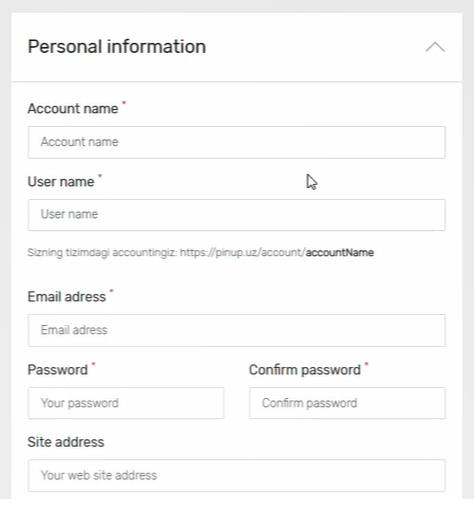 Personal information
Account name *
Account name
User name *
User name
Sizning tizimdagi accountingiz: https://pinup.uz/account/accountName
Email adress *
Email adress
Password * Confirm password *
Your password Confirm password
Site address
Your web site address